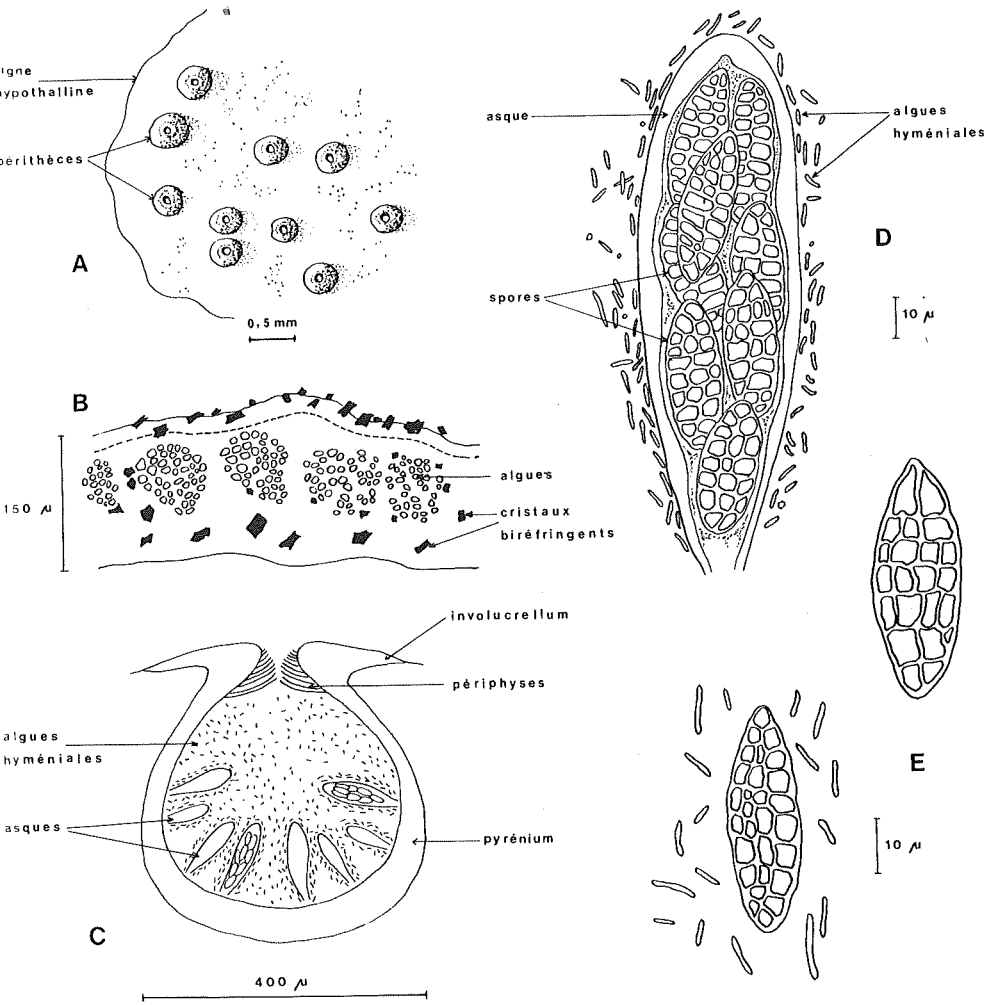 igne
hypothalline
périthèces
A
0,5 mm
B
150 µ
algues
cristaux
biréfringents
involucrellum
périphyses
algues
hyméniales
asques
pyrénium
C
400 µ
asque
algues
hyméniales
D
spores
10 µ
E
10 µ